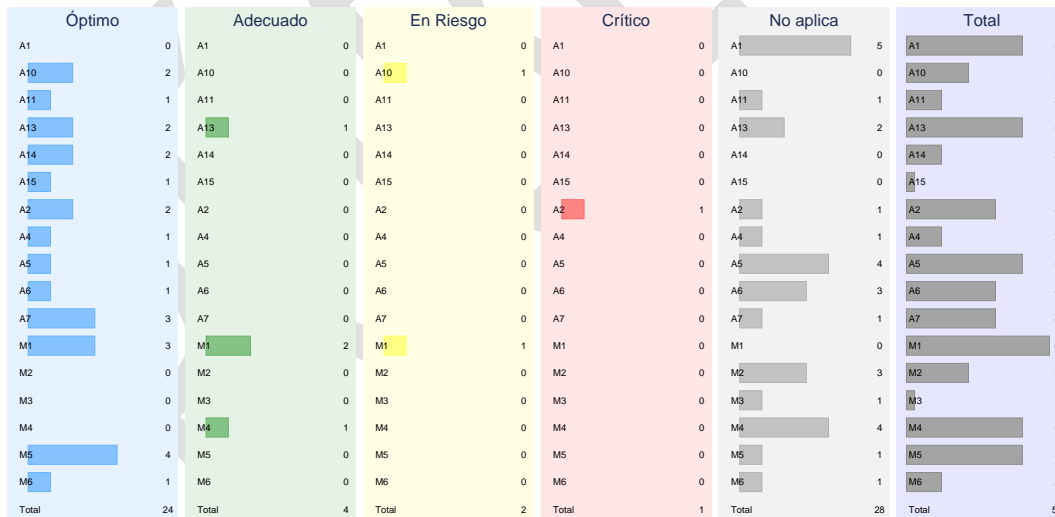 Óptimo Adecuado En Riesgo Crítico No aplica Total
A1 0 A1 0 A1 0 A1 0 A1 5 A1
A10 2 A10 0 A10 1 A10 0 A10 0 A10
A11 1 A11 0 A11 0 A11 0 A11 1 A11
A13 2 A13 1 A13 0 A13 0 A13 2 A13
A14 2 A14 0 A14 0 A14 0 A14 0 A14
A15 1 A15 0 A15 0 A15 0 A15 0 A15
A2 2 A2 0 A2 0 A2 1 A2 1 A2
A4 1 A4 0 A4 0 A4 0 A4 1 A4
A5 1 A5 0 A5 0 A5 0 A5 4 A5
A6 1 A6 0 A6 0 A6 0 A6 3 A6
A7 3 A7 0 A7 0 A7 0 A7 1 A7
M1 3 M1 2 M1 1 M1 0 M1 0 M1
M2 0 M2 0 M2 0 M2 0 M2 3 M2
M3 0 M3 0 M3 0 M3 0 M3 1 M3
M4 0 M4 1 M4 0 M4 0 M4 4 M4
M5 4 M5 0 M5 0 M5 0 M5 1 M5
M6 1 M6 0 M6 0 M6 0 M6 1 M6
Total 24 Total 4 Total 2 Total 1 Total 28 Total 5